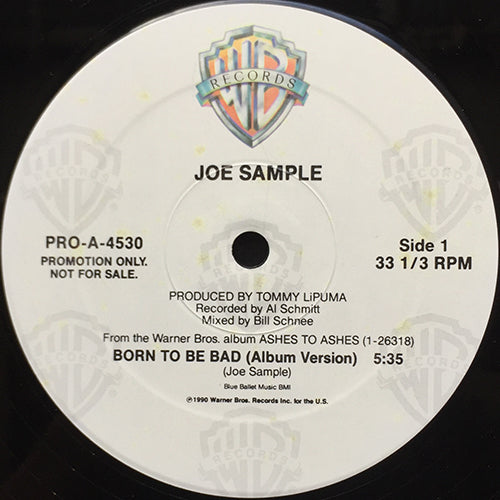 WB
RECORDS
JOE SAMPLE
PRO-A-4530
PROMOTION ONLY.
NOT FOR SALE.
Side 1
33 1/3 RPM
PRODUCED BY TOMMY LiPUMA
Recorded by Al Schmitt
Mixed by Bill Schnee
From the Warner Bros. album ASHES TO ASHES (1-26318)
BORN TO BE BAD (Album Version) 5:35
(Joe Sample)
Blue Ballet Music BMI
℗1990 Warner Bros. Records Inc. for the U.S.